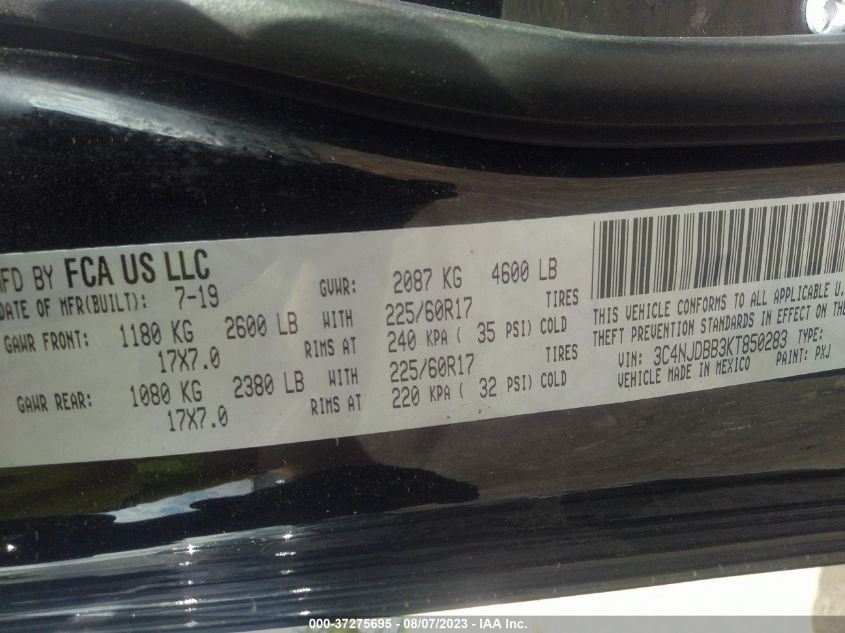 MFD BY FCA US LLC
DATE OF MFR(BUILT): 7-19
GVWR: 2087 KG 4600 LB
GAWR FRONT: 1180 KG 2600 LB WITH 225/60R17 TIRES
17X7.0 RIMS AT 240 KPA ( 35 PSI) COLD
GAWR REAR: 1080 KG 2380 LB WITH 225/60R17 TIRES
17X7.0 RIMS AT 220 KPA ( 32 PSI) COLD
THIS VEHICLE CONFORMS TO ALL APPLICABLE U.
THEFT PREVENTION STANDARDS IN EFFECT ON THE
VIN: 3C4NJDBB3KT850283 TYPE:
VEHICLE MADE IN MEXICO PAINT: PXJ
000-37275695 - 08/07/2023 - IAA Inc.